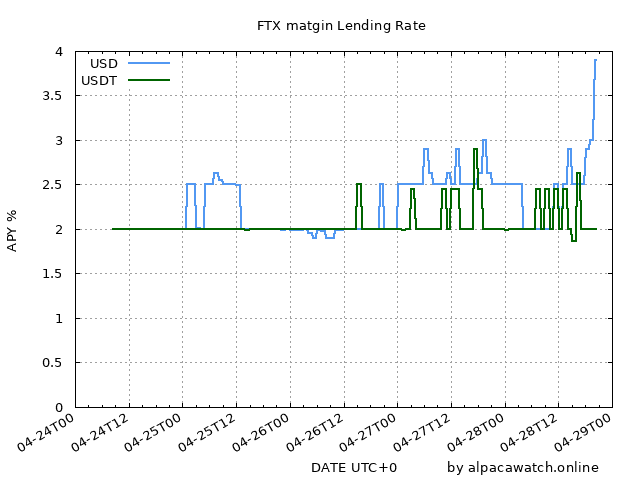 FTX matgin Lending Rate
USD
USDT
4
3.5
3
2.5
2
1.5
1
0.5
0
APY %
04-24T00
04-24T12
04-25T00
04-25T12
04-26T00
04-26T12
04-27T00
04-27T12
04-28T00
04-28T12
04-29T00
DATE UTC+0
by alpacawatch.online